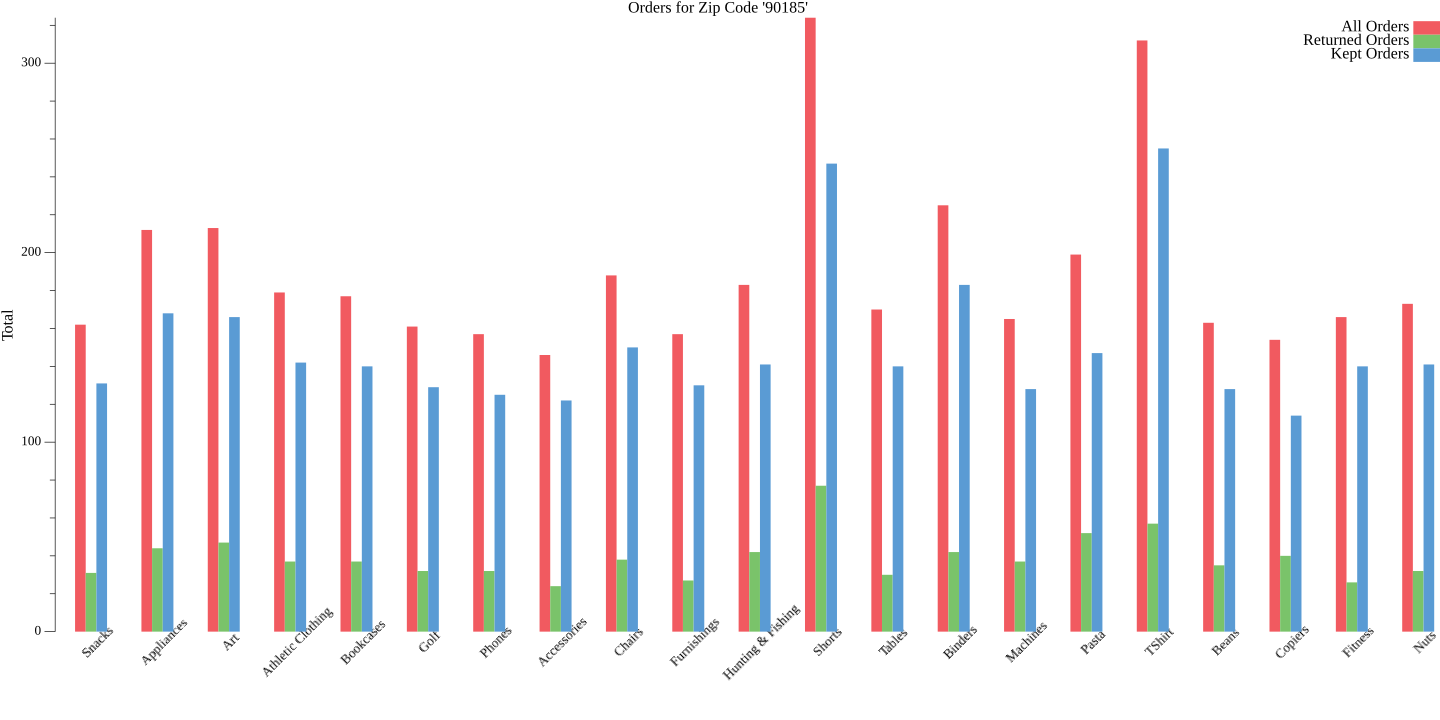 Orders for Zip Code '90185'
All Orders
Returned Orders
Kept Orders
Total
300
200
100
0
Snacks
Appliances
Art
Athletic Clothing
Bookcases
Golf
Phones
Accessories
Chairs
Furnishings
Hunting & Fishing
Shorts
Tables
Binders
Machines
Pasta
TShirt
Beans
Copiers
Fitness
Nuts